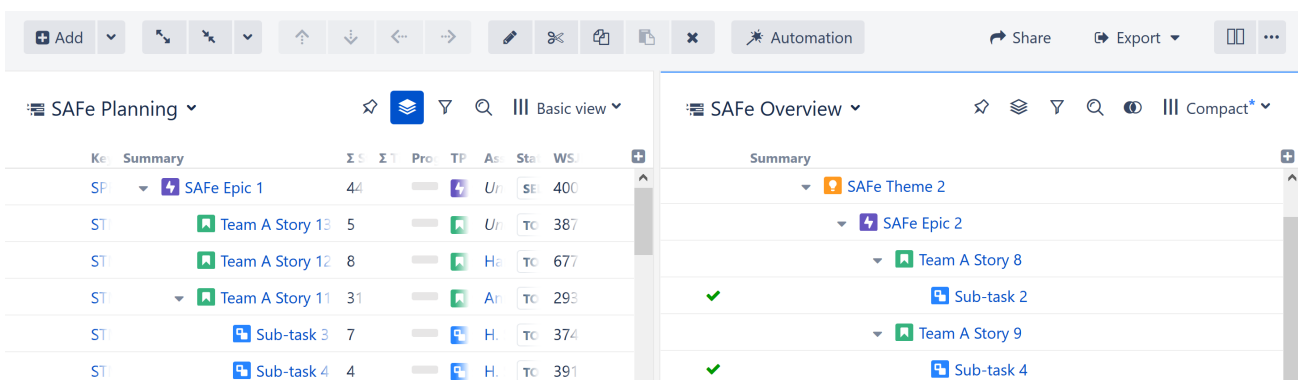 Add Automation Share Export
SAFe Planning Basic view
Summary Σ Σ TP
SAFe Epic 1 44 400
Team A Story 13 5 387
Team A Story 12 8 677
Team A Story 11 31 293
Sub-task 3 7 H. 374
Sub-task 4 4 H. 391
SAFe Overview Compact*
Summary
SAFe Theme 2
SAFe Epic 2
Team A Story 8
Sub-task 2
Team A Story 9
Sub-task 4